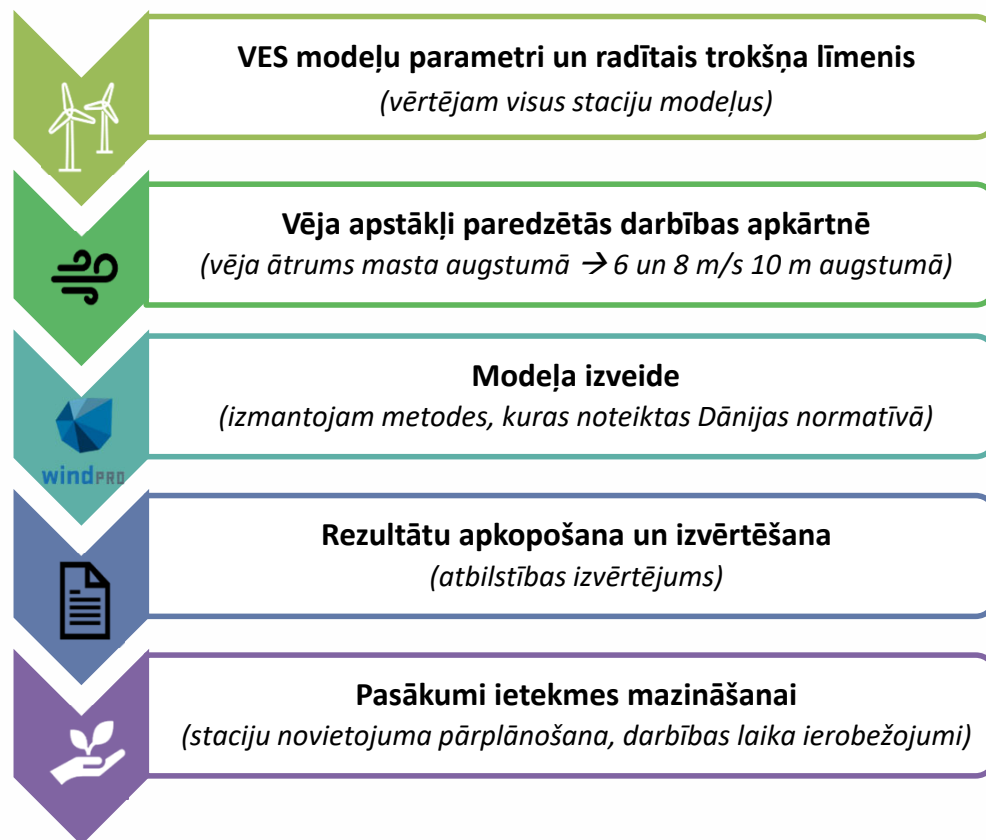 VES modeļu parametri un radītais trokšņa līmenis
(vērtējam visus staciju modeļus)
Vēja apstākļi paredzētās darbības apkārtnē
(vēja ātrums masta augstumā → 6 un 8 m/s 10 m augstumā)
Modeļa izveide
(izmantojam metodes, kuras noteiktas Dānijas normatīvā)
windPRO
Rezultātu apkopošana un izvērtēšana
(atbilstības izvērtējums)
Pasākumi ietekmes mazināšanai
(staciju novietojuma pārplānošana, darbības laika ierobežojumi)